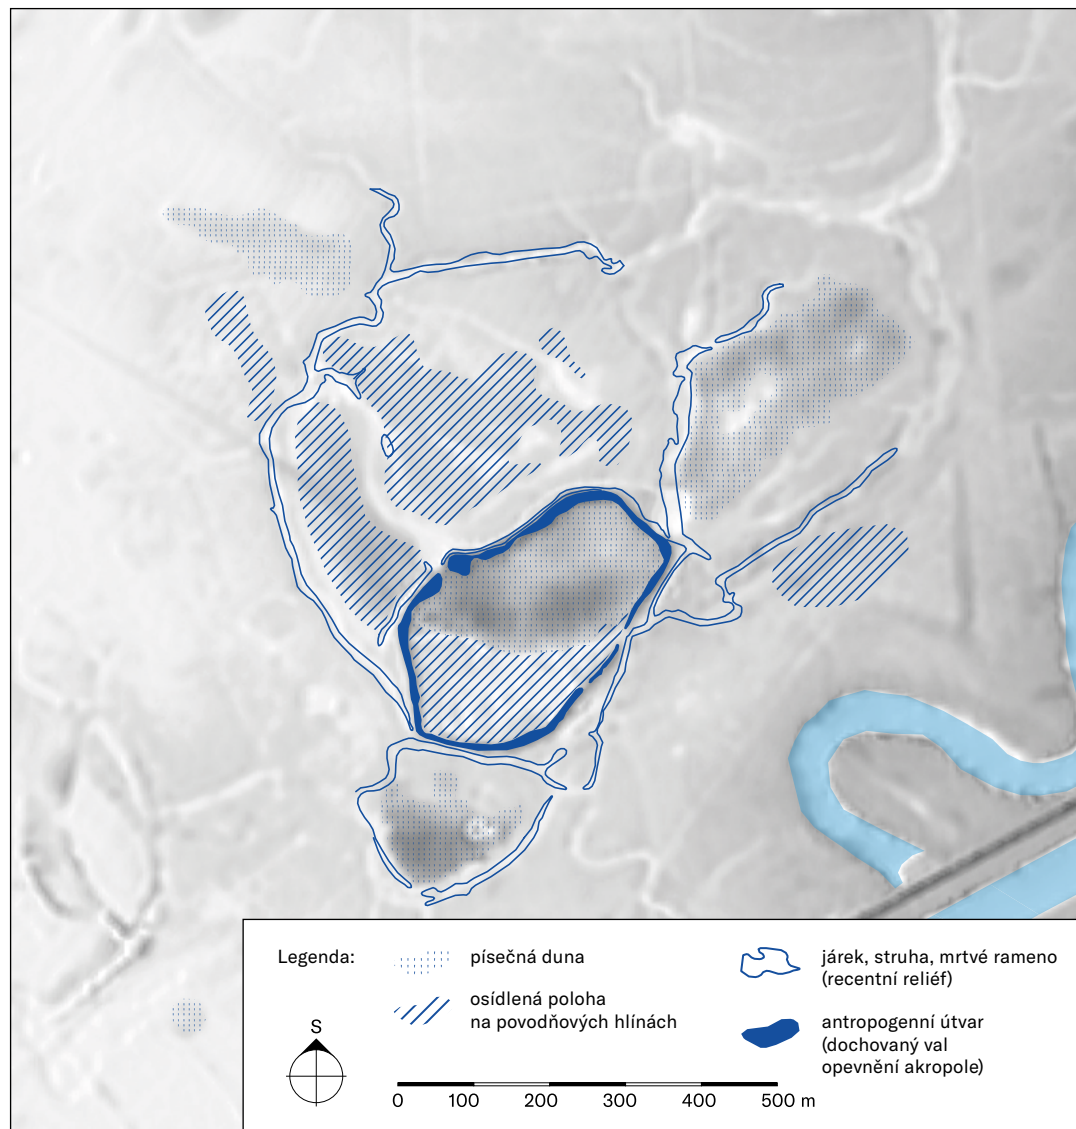 Legenda:
písečná duna
osídlená poloha
na povodňových hlínách
járek, struha, mrtvé rameno
(recentní reliéf)
antropogenní útvar
(dochovaný val
opevnění akropole)
S
0 100 200 300 400 500 m